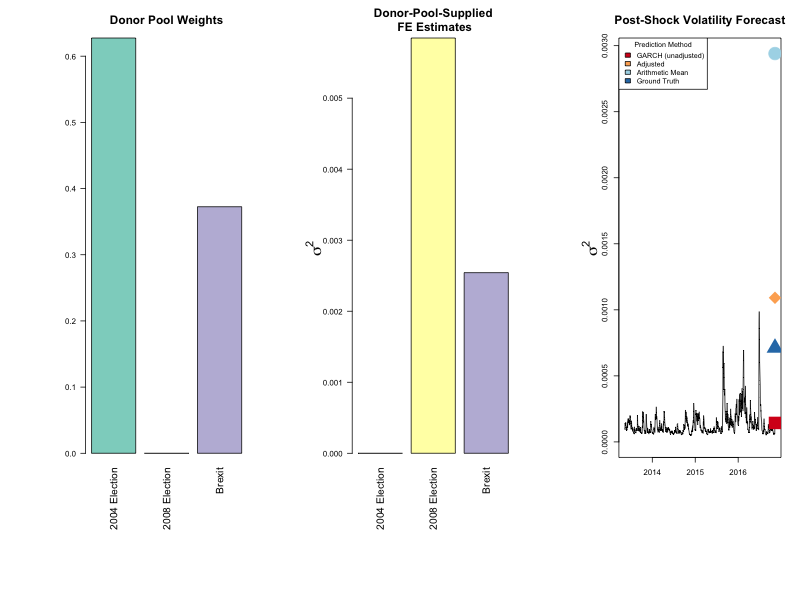 Donor Pool Weights
0.6
0.5
0.4
0.3
0.2
0.1
0.0
2004 Election
2008 Election
Brexit
Donor-Pool-Supplied
FE Estimates
σ2
0.005
0.004
0.003
0.002
0.001
0.000
2004 Election
2008 Election
Brexit
Post-Shock Volatility Forecast
Prediction Method
GARCH (unadjusted)
Adjusted
Arithmetic Mean
Ground Truth
σ2
0.0030
0.0025
0.0020
0.0015
0.0010
0.0005
0.0000
2014
2015
2016